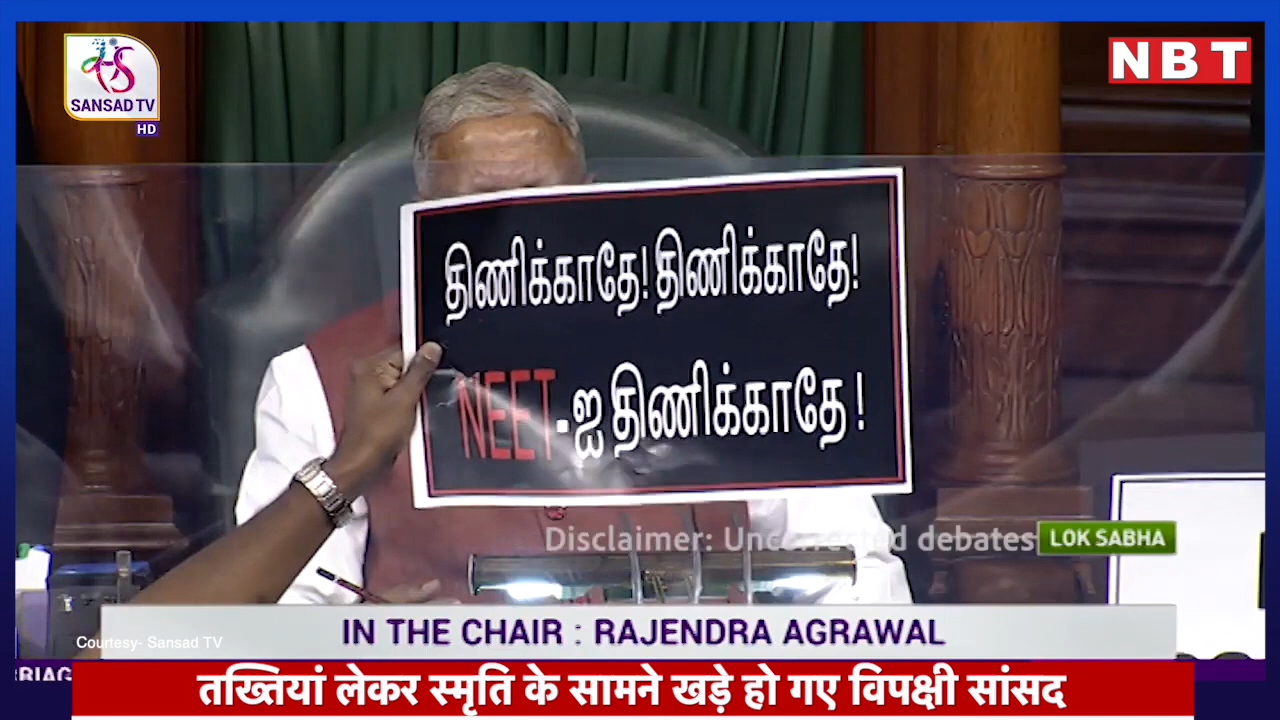 SANSAD TV
HD
NBT
திணிக்காதே! திணிக்காதே!
NEET-ஐ திணிக்காதே!
Disclaimer: Uncorrected debates
LOK SABHA
IN THE CHAIR : RAJENDRA AGRAWAL
Courtesy- Sansad TV
तख्तियां लेकर स्मृति के सामने खड़े हो गए विपक्षी सांसद